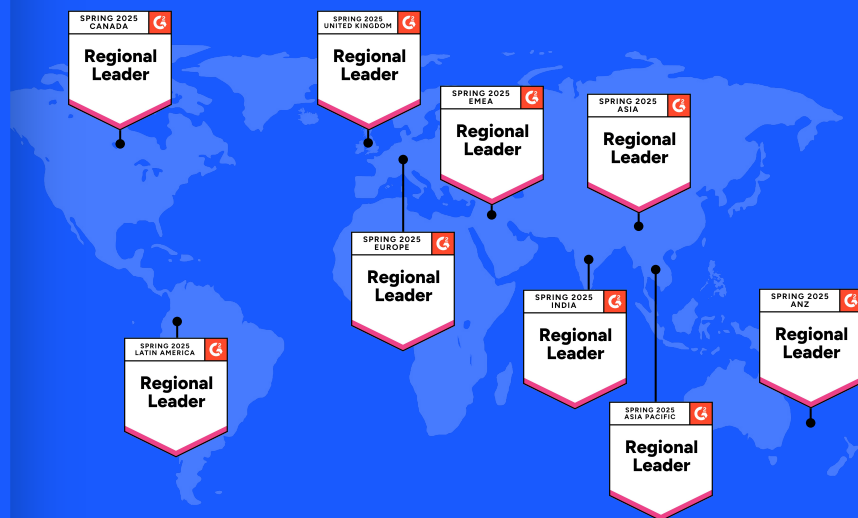 SPRING 2025
CANADA
Regional
Leader
SPRING 2025
UNITED KINGDOM
Regional
Leader
SPRING 2025
EMEA
Regional
Leader
SPRING 2025
ASIA
Regional
Leader
SPRING 2025
EUROPE
Regional
Leader
SPRING 2025
INDIA
Regional
Leader
SPRING 2025
ANZ
Regional
Leader
SPRING 2025
LATIN AMERICA
Regional
Leader
SPRING 2025
ASIA PACIFIC
Regional
Leader